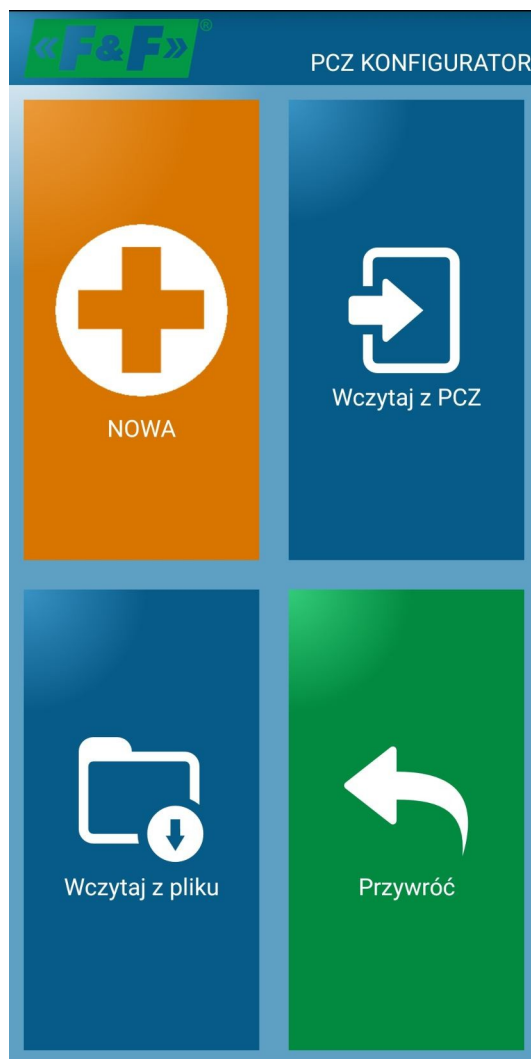 «F&F»®
PCZ KONFIGURATOR
NOWA
Wczytaj z PCZ
Wczytaj z pliku
Przywróć